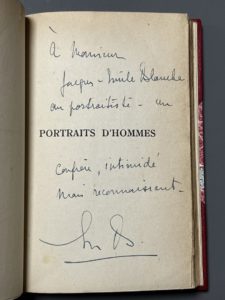 À Monsieur
Jacques-Émile Blanche
au portraitiste - un
PORTRAITS D'HOMMES
confrère, intimidé
mais reconnaissant -